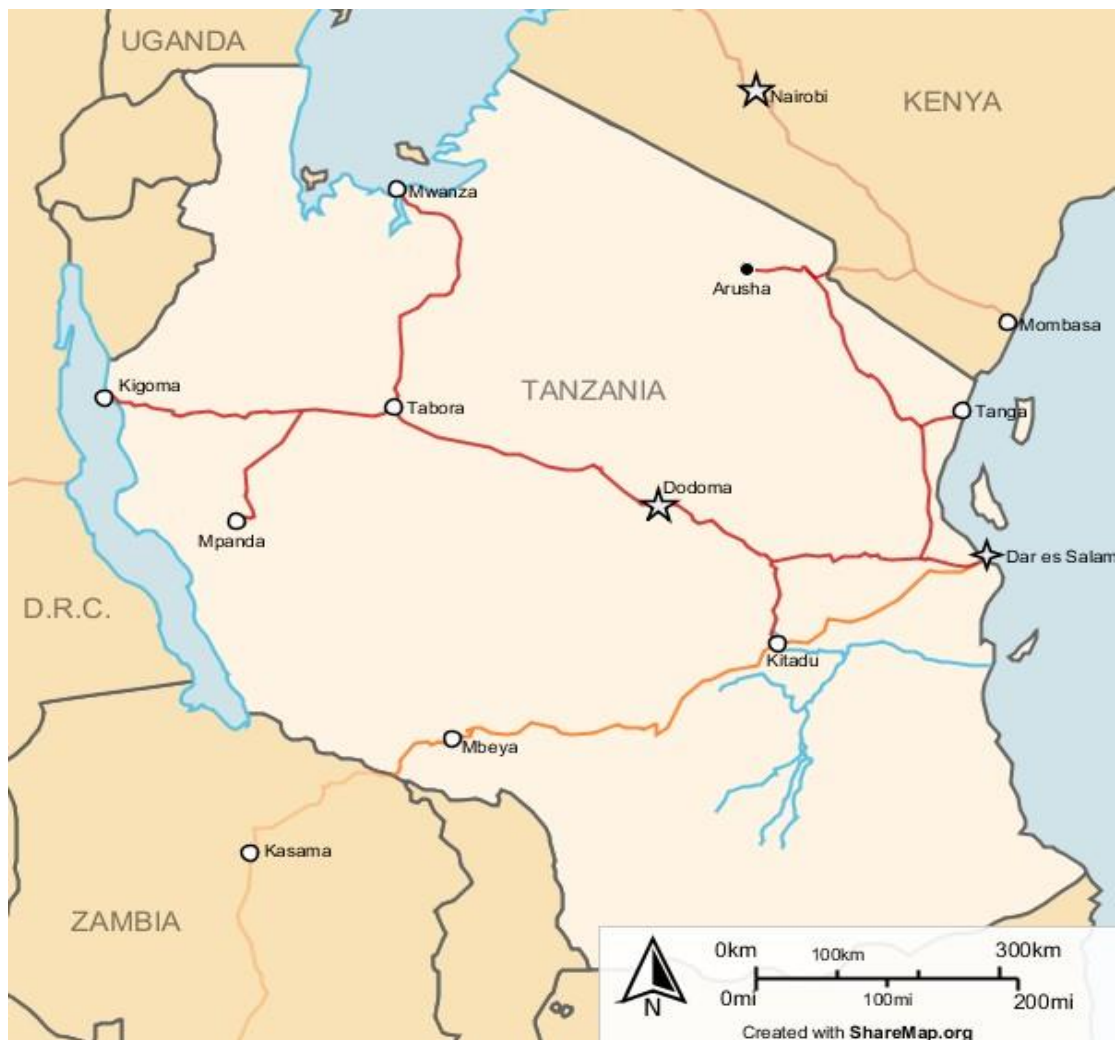 UGANDA
Nairobi
KENYA
Mwanza
Arusha
Mombasa
Kigoma
TANZANIA
Tabora
Tanga
Dodoma
Mpanda
Dar es Salam
D.R.C.
Kitadu
Mbeya
Kasama
ZAMBIA
0km 100km 300km
0mi 100mi 200mi
N
Created with ShareMap.org